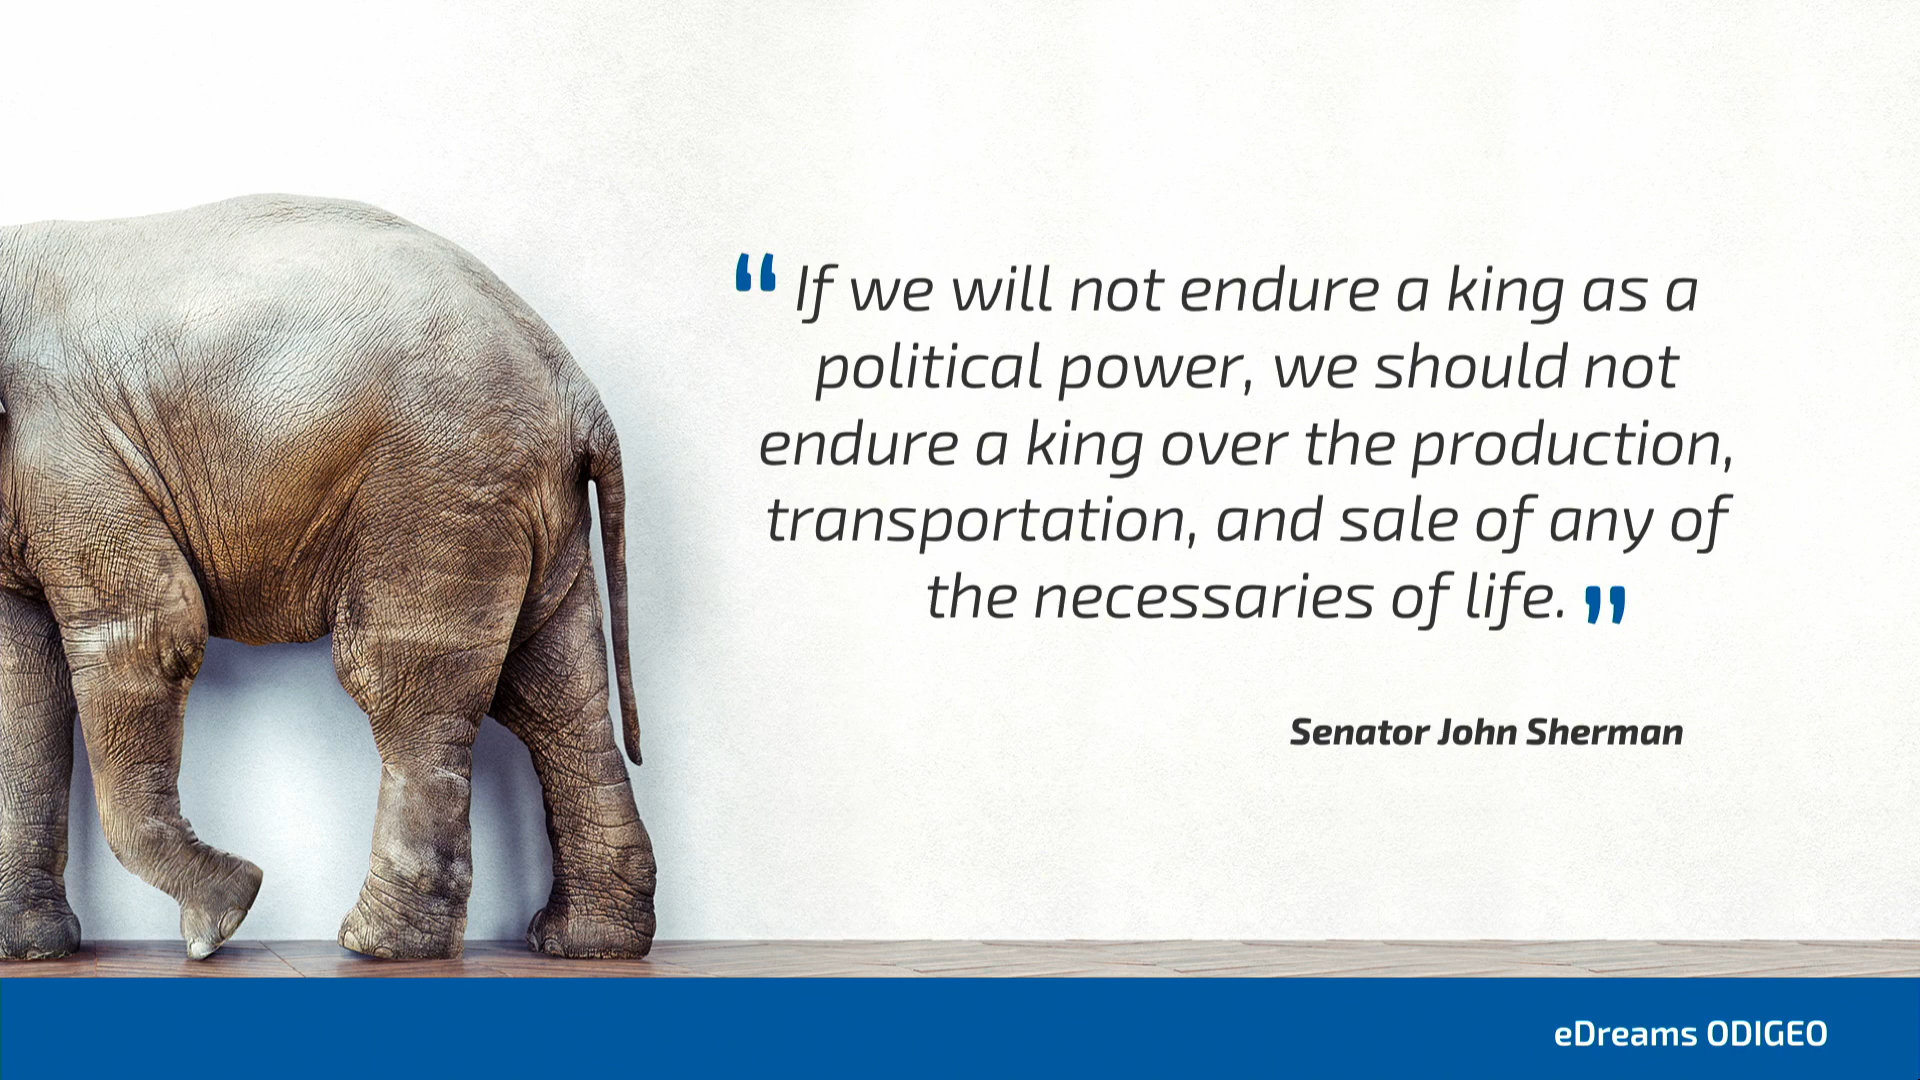 “ If we will not endure a king as a
political power, we should not
endure a king over the production,
transportation, and sale of any of
the necessaries of life. ”
Senator John Sherman
eDreams ODIGEO